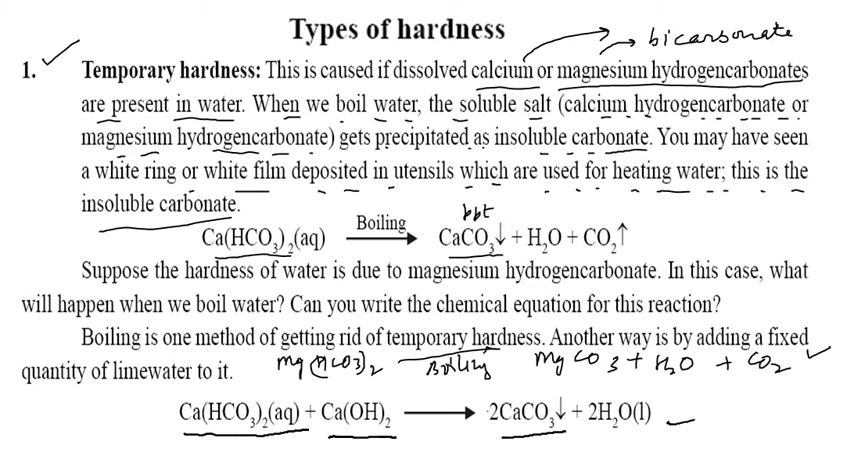 Types of hardness
bicarsonate
1. Temporary hardness: This is caused if dissolved calcium or magnesium hydrogencarbonates
are present in water. When we boil water, the soluble salt (calcium hydrogencarbonate or
magnesium hydrogencarbonate) gets precipitated as insoluble carbonate. You may have seen
a white ring or white film deposited in utensils which are used for heating water; this is the
insoluble carbonate.
ppt
Ca(HCO₃)₂(aq) Boiling → CaCO₃↓ + H₂O + CO₂↑
Suppose the hardness of water is due to magnesium hydrogencarbonate. In this case, what
will happen when we boil water? Can you write the chemical equation for this reaction?
Boiling is one method of getting rid of temporary hardness. Another way is by adding a fixed
quantity of limewater to it.
Mg(HCO3)2 Boiling MgCO3 + H2O + CO2
Ca(HCO₃)₂(aq) + Ca(OH)₂ → 2CaCO₃↓ + 2H₂O(l)